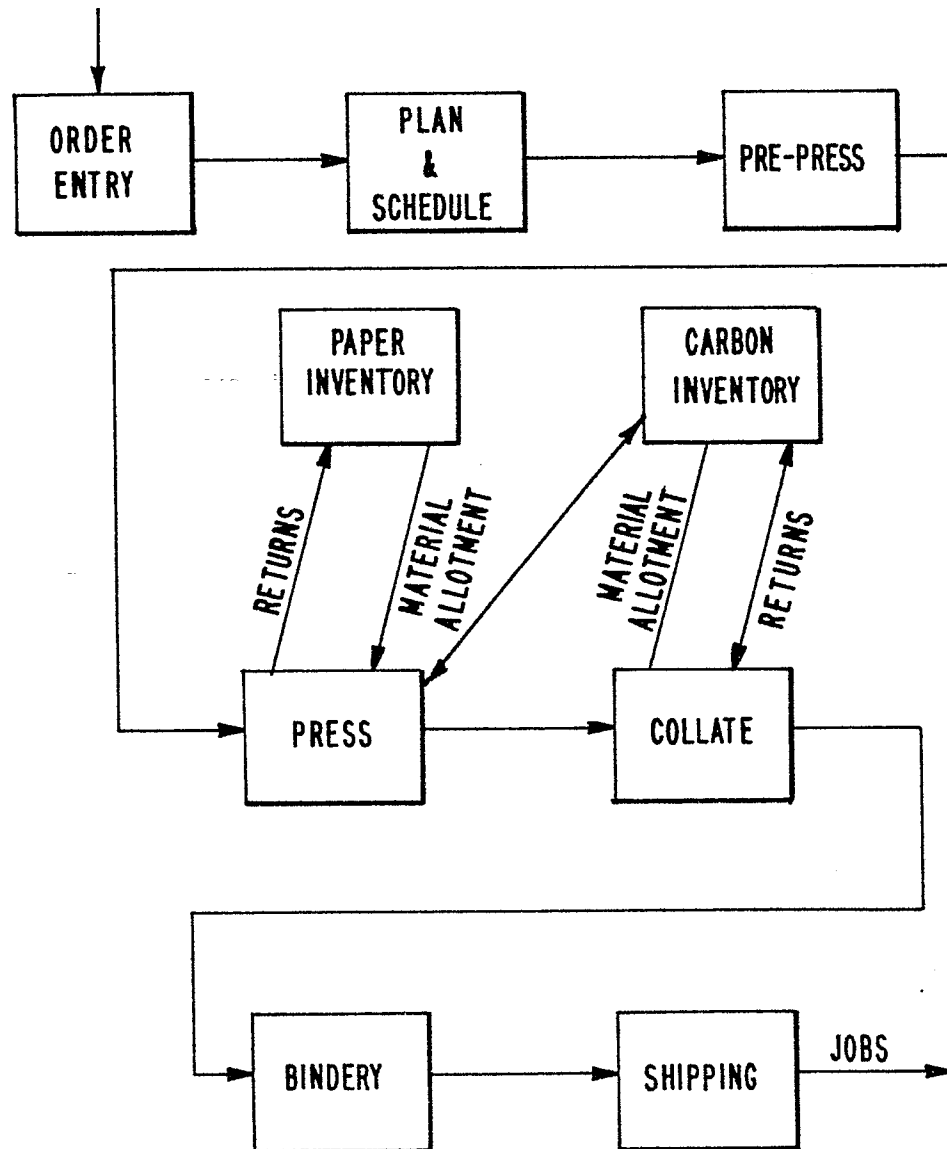 ORDER
ENTRY
PLAN
&
SCHEDULE
PRE-PRESS
PAPER
INVENTORY
CARBON
INVENTORY
RETURNS
MATERIAL
ALLOTMENT
MATERIAL
ALLOTMENT
RETURNS
PRESS
COLLATE
BINDERY
SHIPPING
JOBS